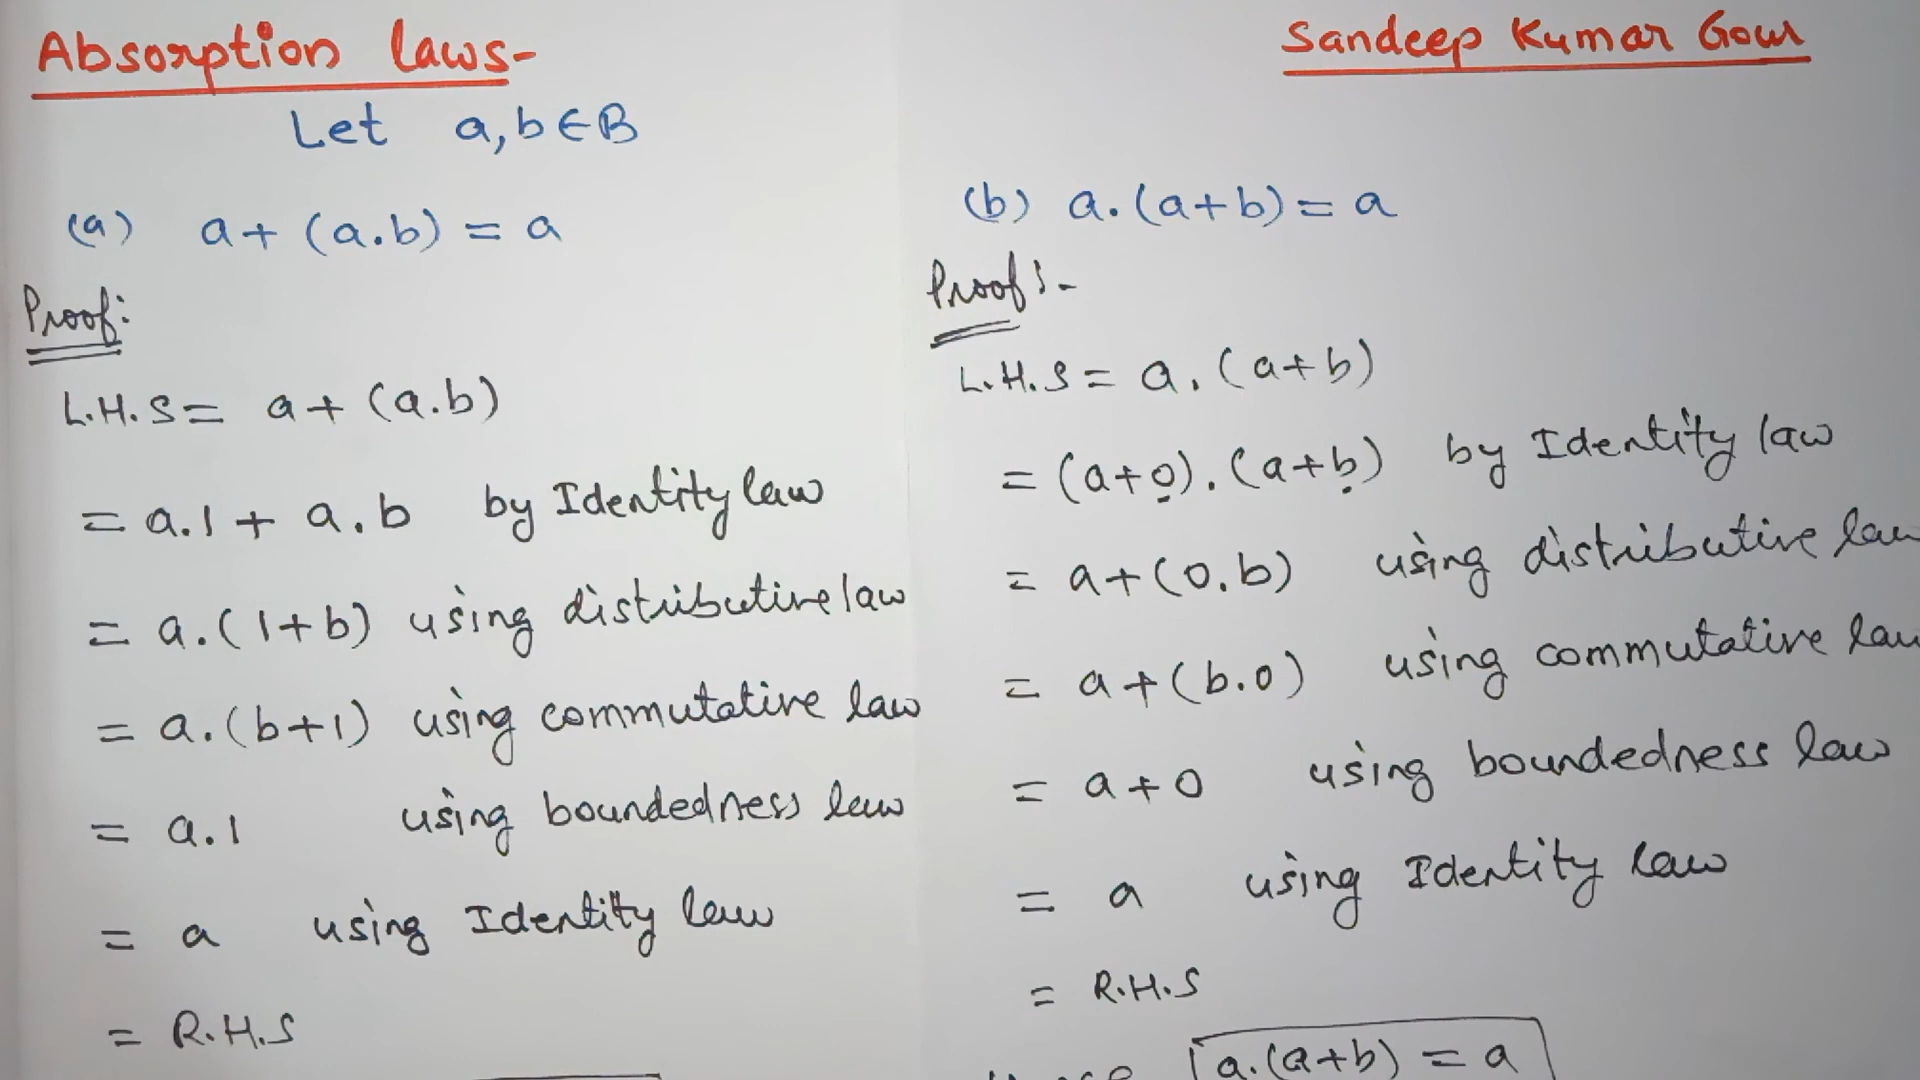 Absorption laws-
Sandeep Kumar Gour
Let a,b∈B
(a) a+(a.b) = a
Proof:
L.H.S = a+(a.b)
= a.1 + a.b by Identity law
= a.(1+b) using distributive law
= a.(b+1) using commutative law
= a.1 using boundedness law
= a using Identity law
= R.H.S
(b) a.(a+b) = a
Proof:-
L.H.S = a.(a+b)
= (a+0).(a+b) by Identity law
= a+(0.b) using distributive law
= a+(b.0) using commutative law
= a+0 using boundedness law
= a using Identity law
= R.H.S
a.(a+b) = a